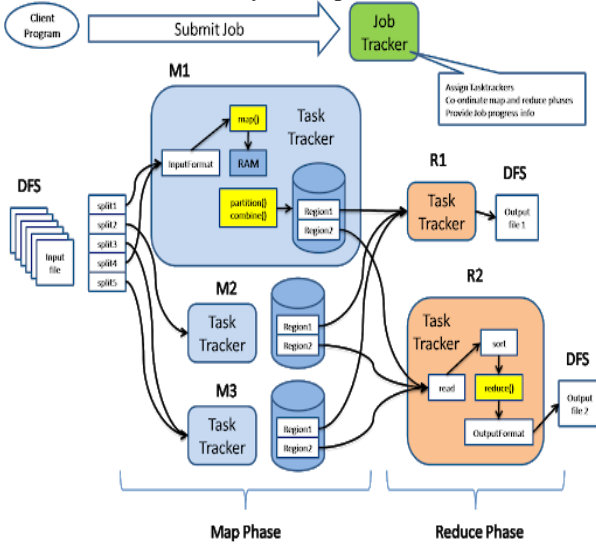 Client
Program
Submit Job
Job
Tracker
Assign Tasktrackers
Co-ordinate map and reduce phases
Provide Job progress info
M1
Task
Tracker
map()
InputFormat
RAM
partition()
combine()
Region1
Region2
DFS
Input
file
split1
split2
split3
split4
split5
M2
Task
Tracker
Region1
Region2
M3
Task
Tracker
Region1
Region2
R1
Task
Tracker
DFS
Output
file 1
R2
Task
Tracker
sort
read
reduce()
OutputFormat
DFS
Output
file 2
Map Phase
Reduce Phase